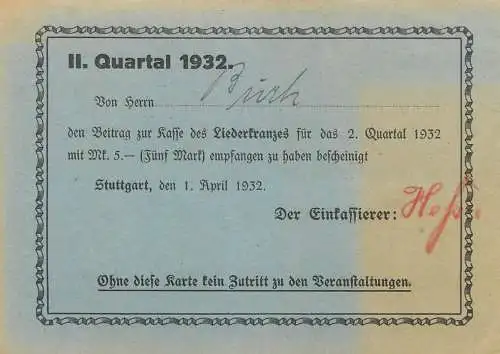 II. Quartal 1932.
Von Herrn
den Beitrag zur Kasse des Liederkranzes für das 2. Quartal 1932
mit Mk. 5.— (Fünf Mark) empfangen zu haben bescheinigt
Stuttgart, den 1. April 1932.
Der Einkassierer:
Ohne diese Karte kein Zutritt zu den Veranstaltungen.